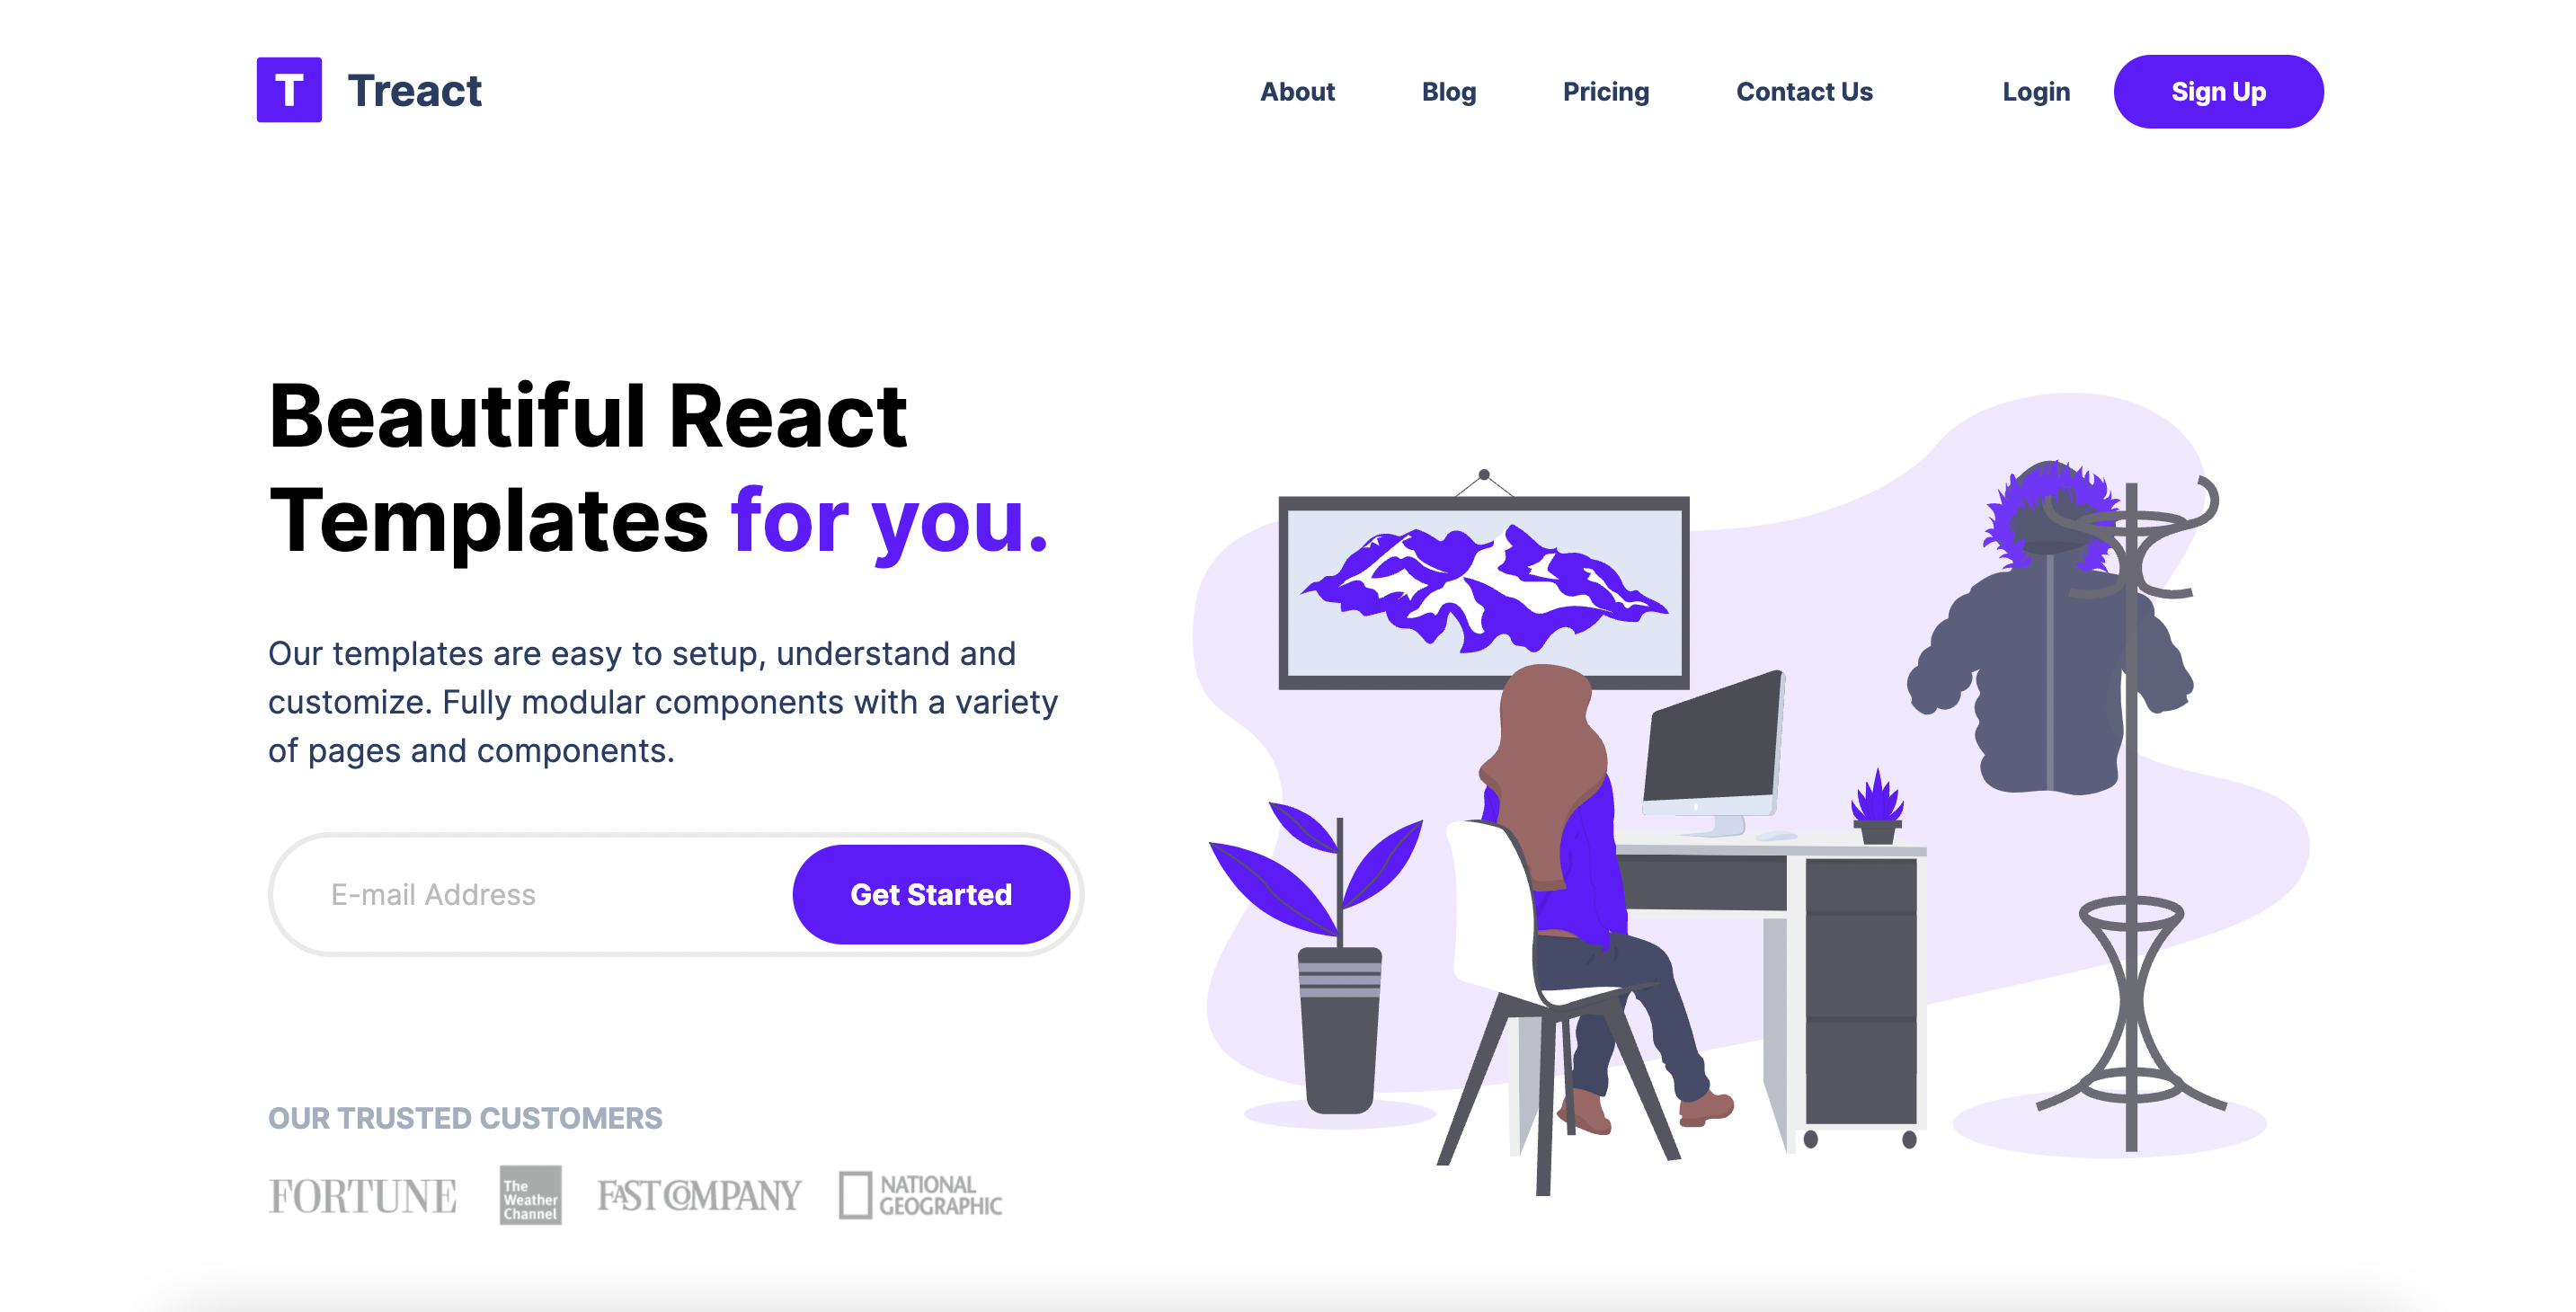 T Treact
About Blog Pricing Contact Us Login Sign Up
Beautiful React
Templates for you.
Our templates are easy to setup, understand and
customize. Fully modular components with a variety
of pages and components.
E-mail Address Get Started
OUR TRUSTED CUSTOMERS
FORTUNE
The
Weather
Channel
FAST COMPANY
NATIONAL
GEOGRAPHIC